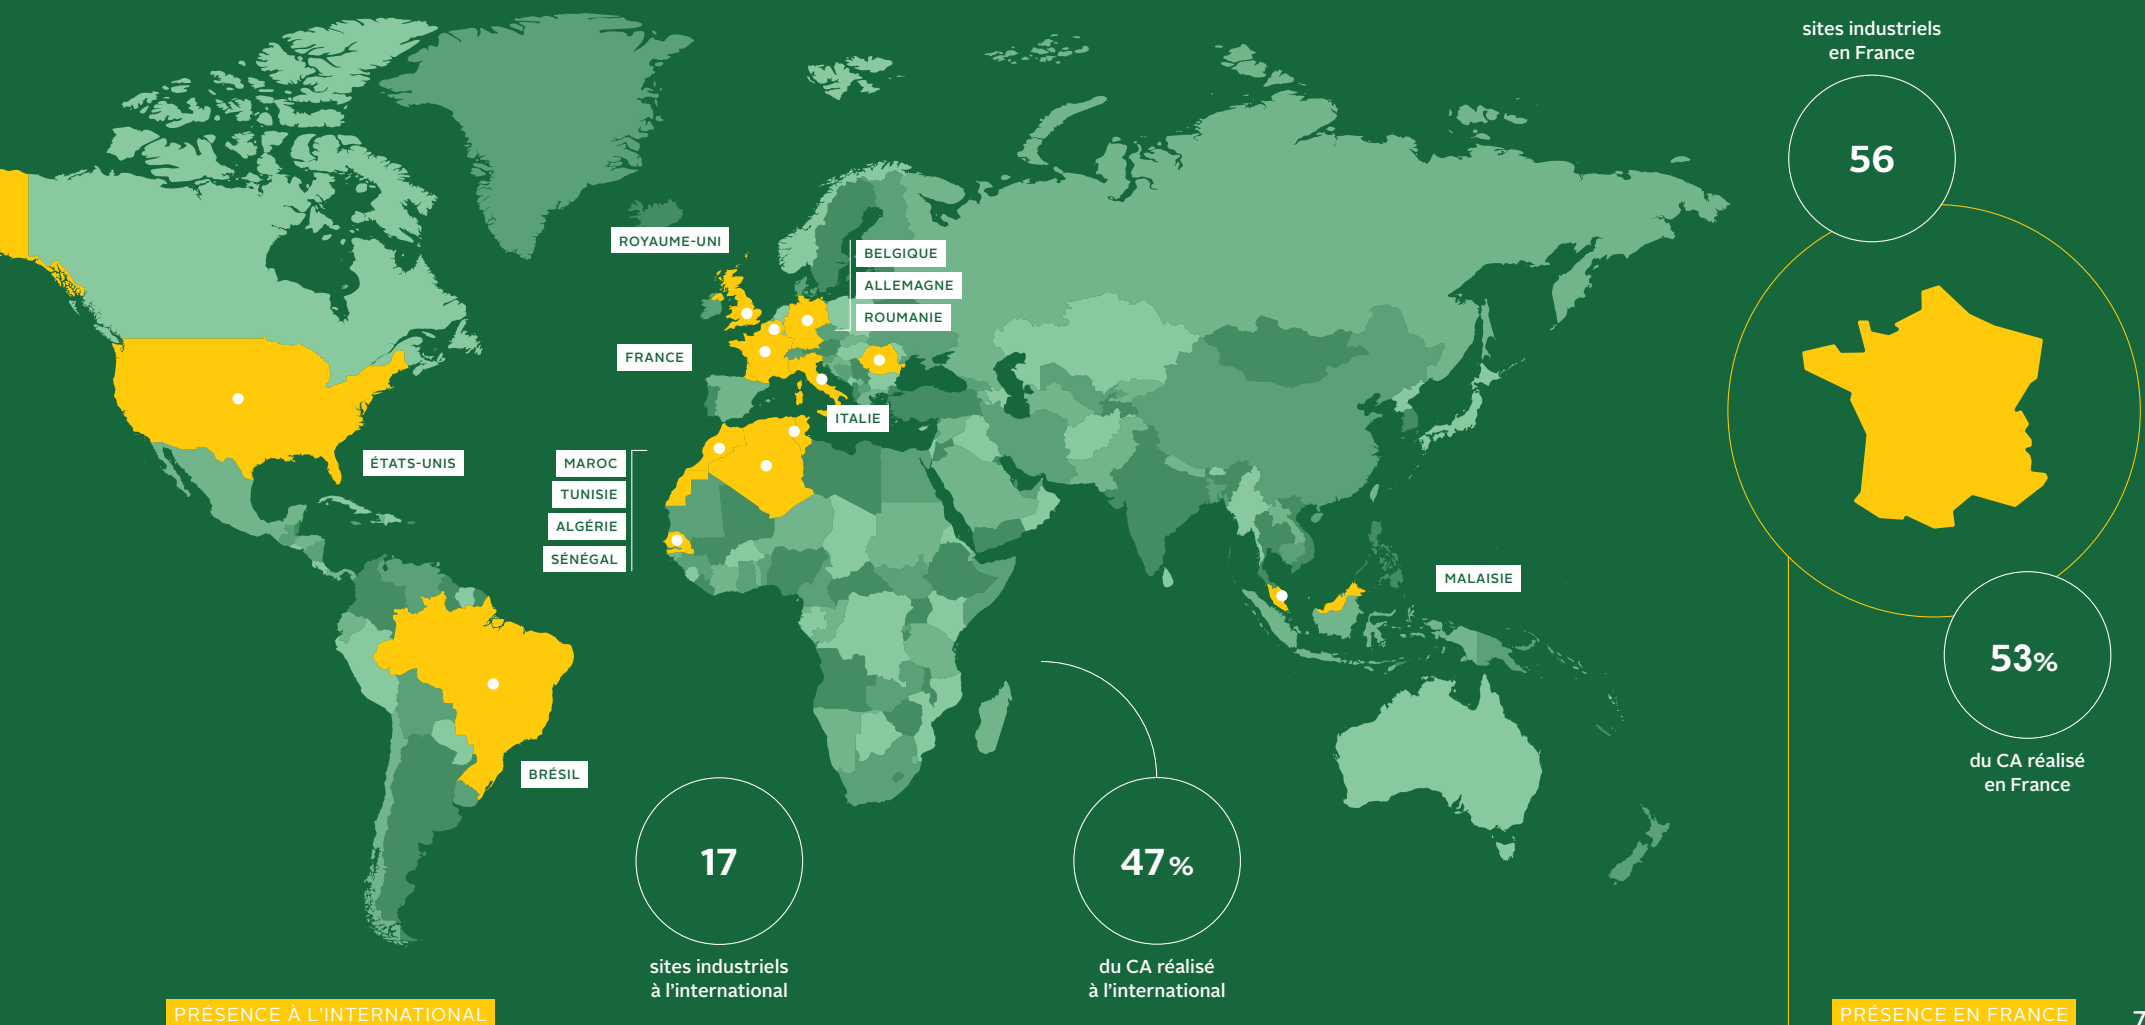 sites industriels
en France
56
ROYAUME-UNI
BELGIQUE
ALLEMAGNE
ROUMANIE
FRANCE
ITALIE
ÉTATS-UNIS
MAROC
TUNISIE
ALGÉRIE
SÉNÉGAL
MALAISIE
BRÉSIL
53%
du CA réalisé
en France
17
sites industriels
à l’international
47%
du CA réalisé
à l’international
PRÉSENCE À L’INTERNATIONAL
PRÉSENCE EN FRANCE
7